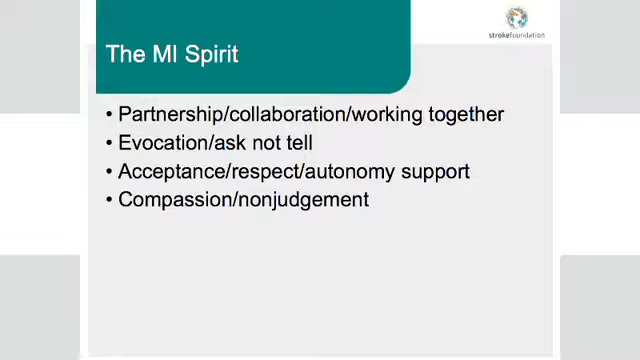 strokefoundation
The MI Spirit
• Partnership/collaboration/working together
• Evocation/ask not tell
• Acceptance/respect/autonomy support
• Compassion/nonjudgement